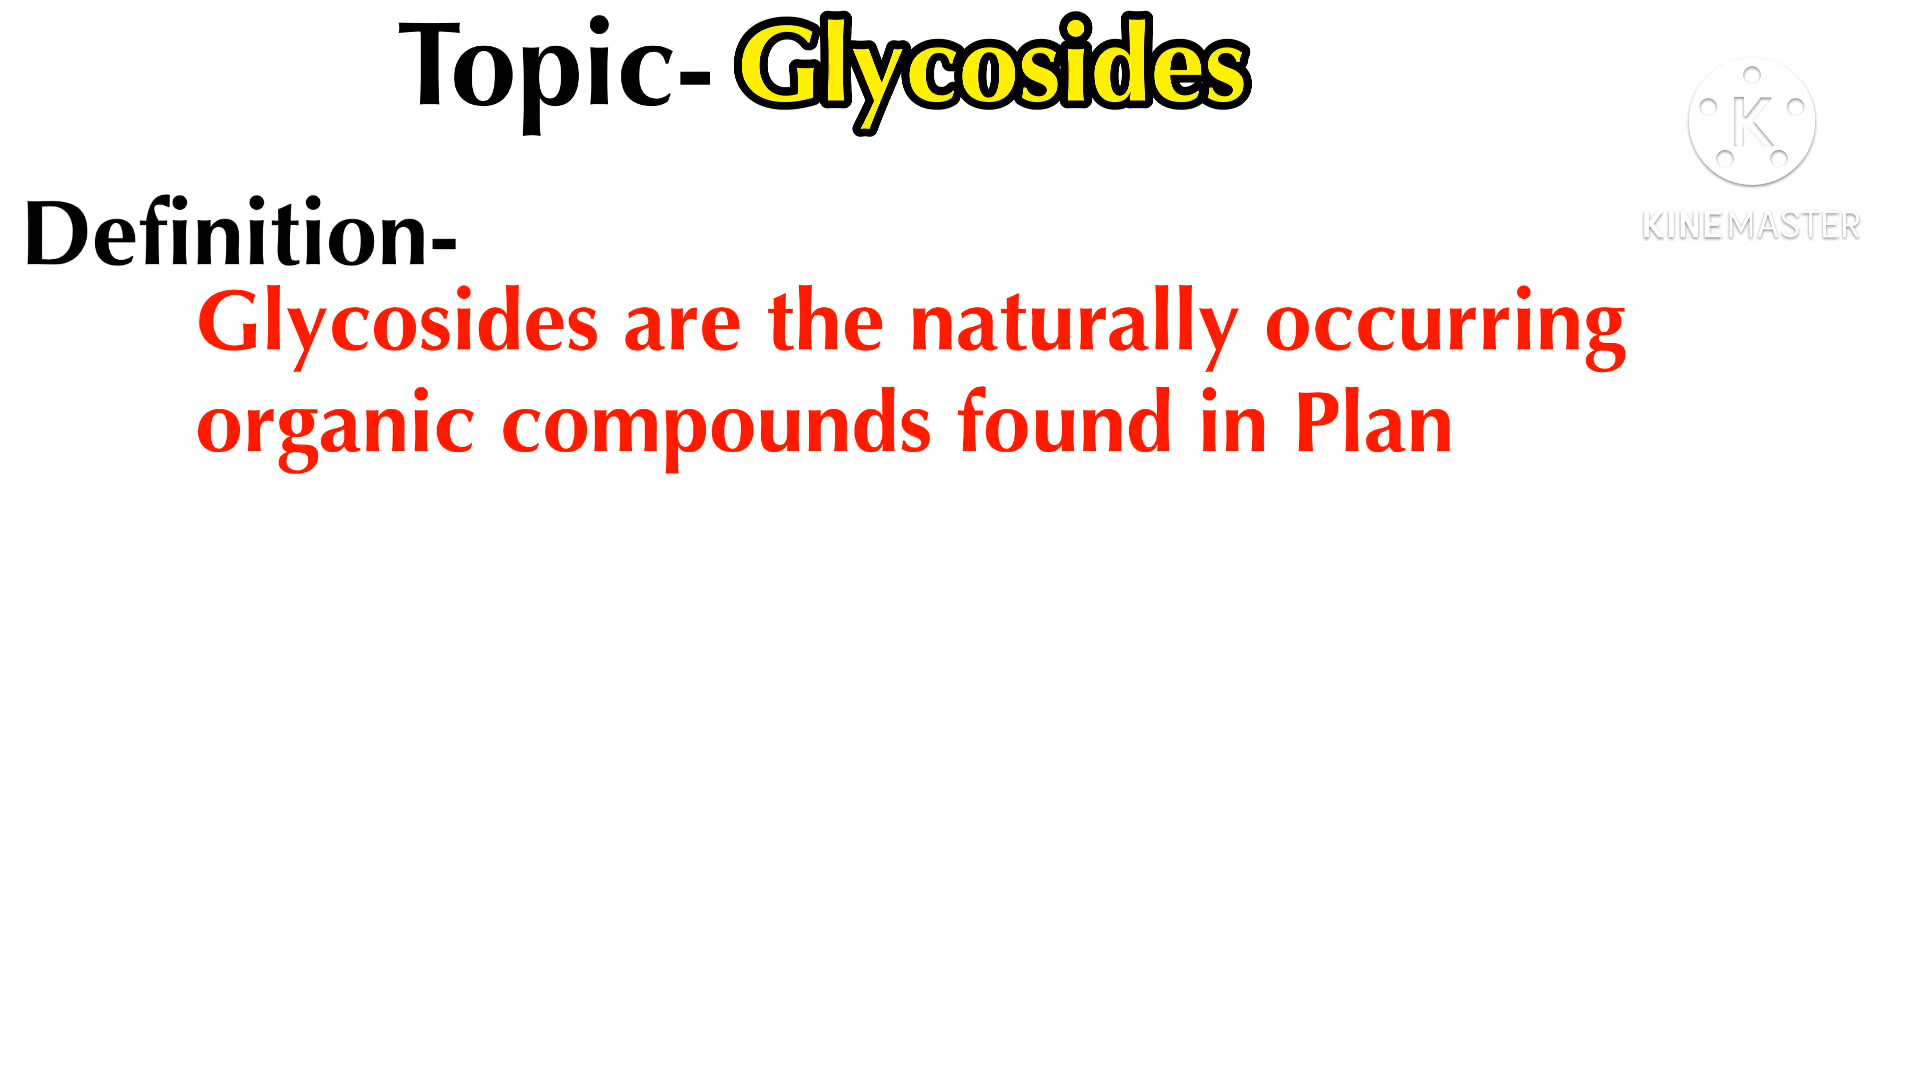 Topic- Glycosides
K
KINEMASTER
Definition-
Glycosides are the naturally occurring
organic compounds found in Plan